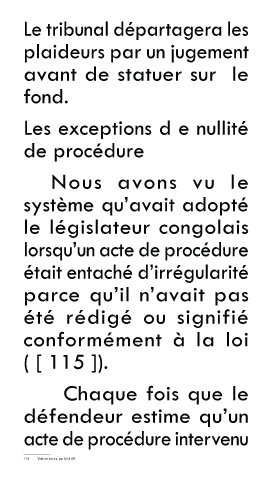 Le tribunal départagera les
plaideurs par un jugement
avant de statuer sur le
fond.
Les exceptions d e nullité
de procédure
Nous avons vu le
système qu'avait adopté
le législateur congolais
lorsqu'un acte de procédure
était entaché d'irrégularité
parce qu'il n'avait pas
été rédigé ou signifié
conformément à la loi
( [ 115 ]).
Chaque fois que le
défendeur estime qu'un
acte de procédure intervenu